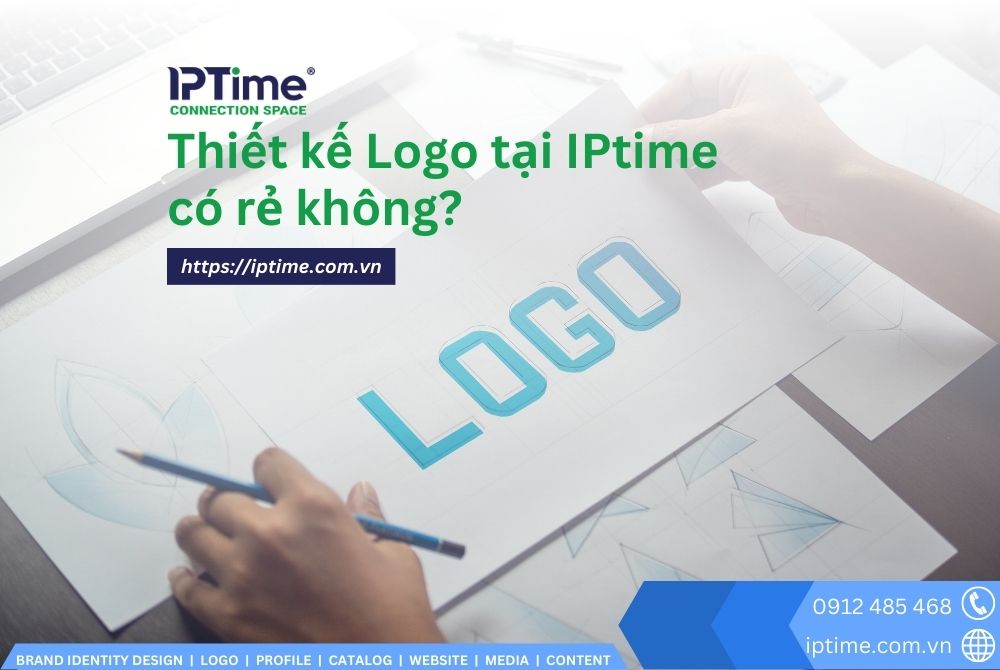 IPTime®
CONNECTION SPACE
Thiết kế Logo tại IPtime
có rẻ không?
https://iptime.com.vn
LOGO
0912 485 468
iptime.com.vn
BRAND IDENTITY DESIGN | LOGO | PROFILE | CATALOG | WEBSITE | MEDIA | CONTENT